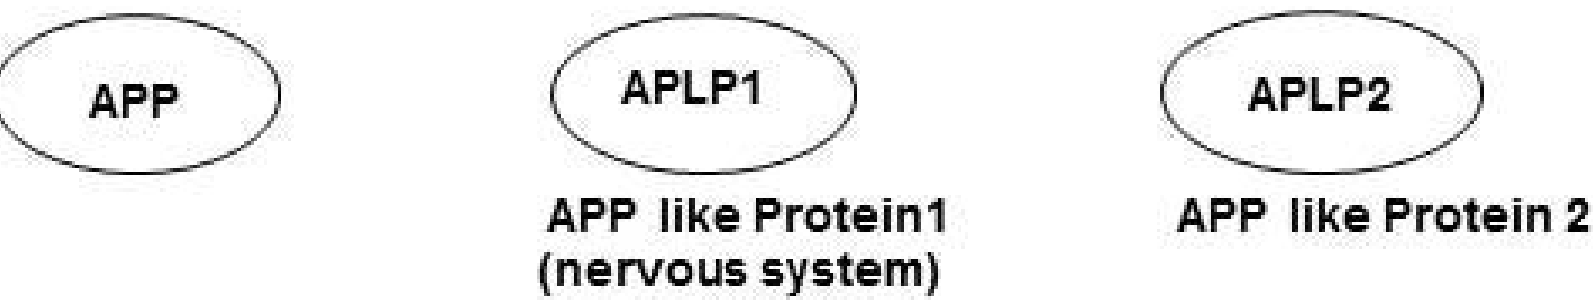 APP
APLP1
APLP2
APP like Protein1
(nervous system)
APP like Protein 2